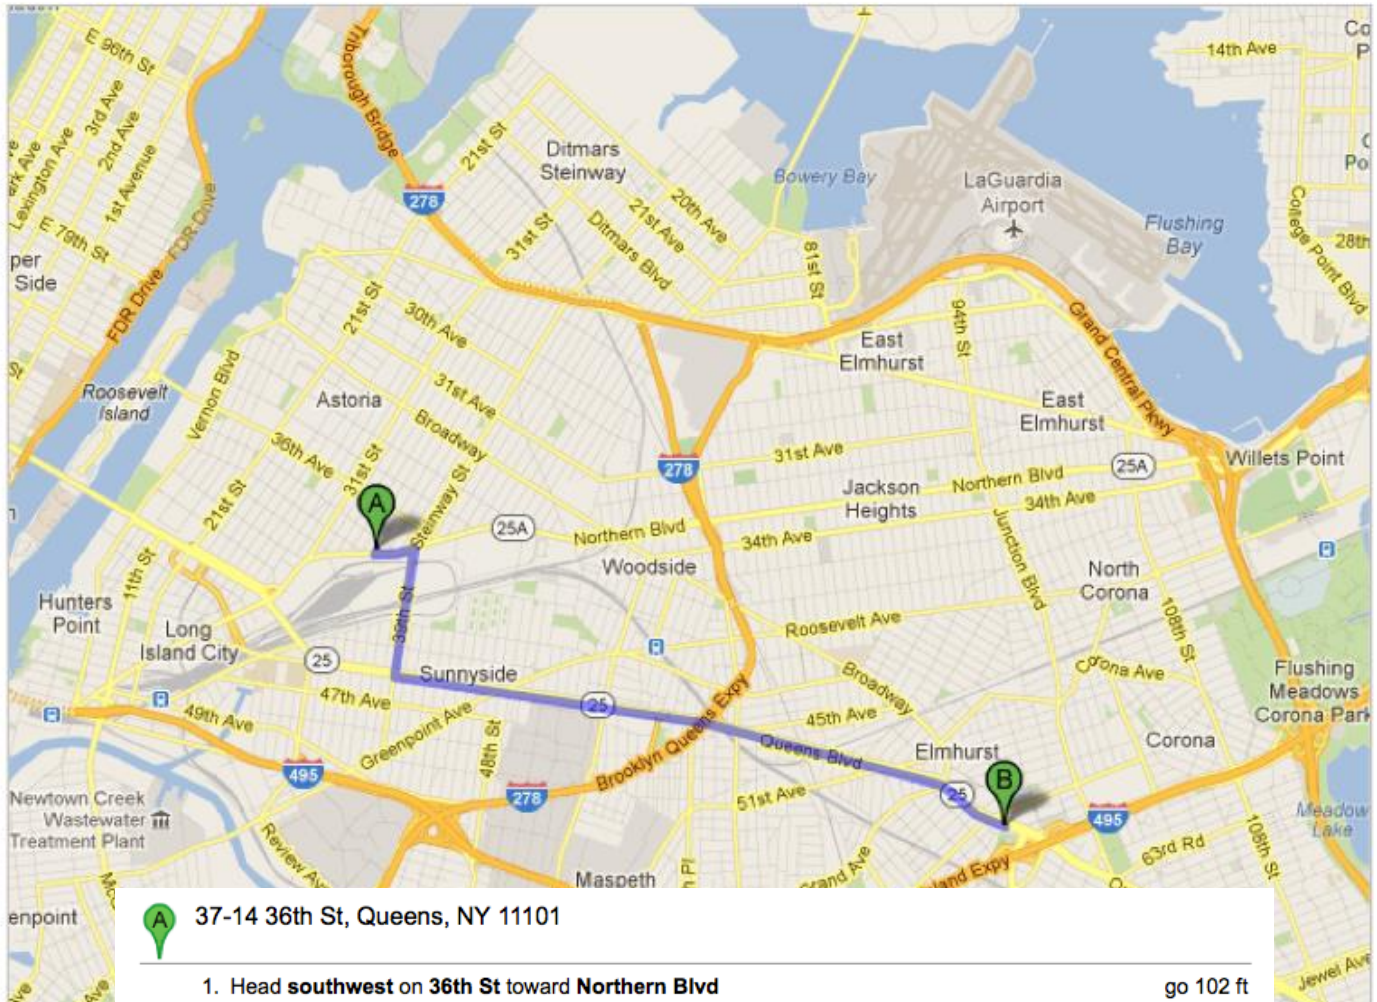 E 96th St
14th Ave
3rd Ave
2nd Ave
1st Avenue
Lexington Ave
E 79th St
FDR Drive
FDR Drive
Triborough Bridge
278
21st St
Ditmars
Steinway
Bowery Bay
LaGuardia
Airport
Flushing
Bay
College Point Blvd
28th
20th Ave
21st Ave
Ditmars Blvd
31st St
81st St
per
Side
21st St
30th Ave
94th St
Grand Central Pkwy
East
Elmhurst
Roosevelt
Island
Vernon Blvd
Astoria
31st Ave
Broadway
East
Elmhurst
36th Ave
31st St
Steinway St
278
31st Ave
Northern Blvd
25A
Willets Point
21st St
A
25A
Northern Blvd
Jackson
Heights
34th Ave
34th Ave
Woodside
Junction Blvd
North
Corona
11th St
Hunters
Point
Long
Island City
39th St
Roosevelt Ave
108th St
25
Sunnyside
Broadway
Corona Ave
Flushing
Meadows
Corona Park
47th Ave
49th Ave
Greenpoint Ave
48th St
25
Brooklyn Queens Expy
45th Ave
Queens Blvd
Elmhurst
Corona
495
278
51st Ave
25
B
495
Newtown Creek
Wastewater
Treatment Plant
Review Av
Meadow
Lake
63rd Rd
108th St
Grand Ave
land Expy
Maspeth
enpoint
Jewel Ave
A
37-14 36th St, Queens, NY 11101
1. Head southwest on 36th St toward Northern Blvd go 102 ft